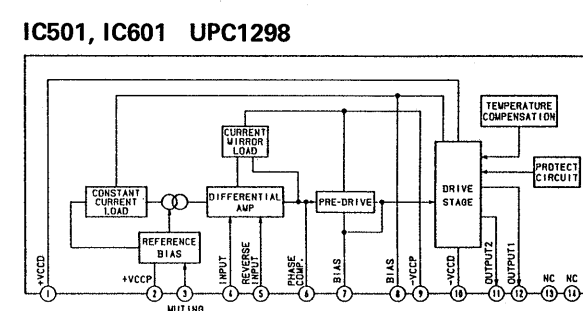 IC501, IC601 UPC1298
TEMPERATURE
COMPENSATION
CURRENT
MIRROR
LOAD
PROTECT
CIRCUIT
CONSTANT
CURRENT
LOAD
DIFFERENTIAL
AMP
PRE-DRIVE
DRIVE
STAGE
REFERENCE
BIAS
+VCCD
+VCCP
INPUT
REVERSE
INPUT
PHASE
COMP.
BIAS
BIAS
-VCCP
-VCCD
OUTPUT2
OUTPUT1
NC
NC
1 2 3 4 5 6 7 8 9 10 11 12 13 14
MUTING